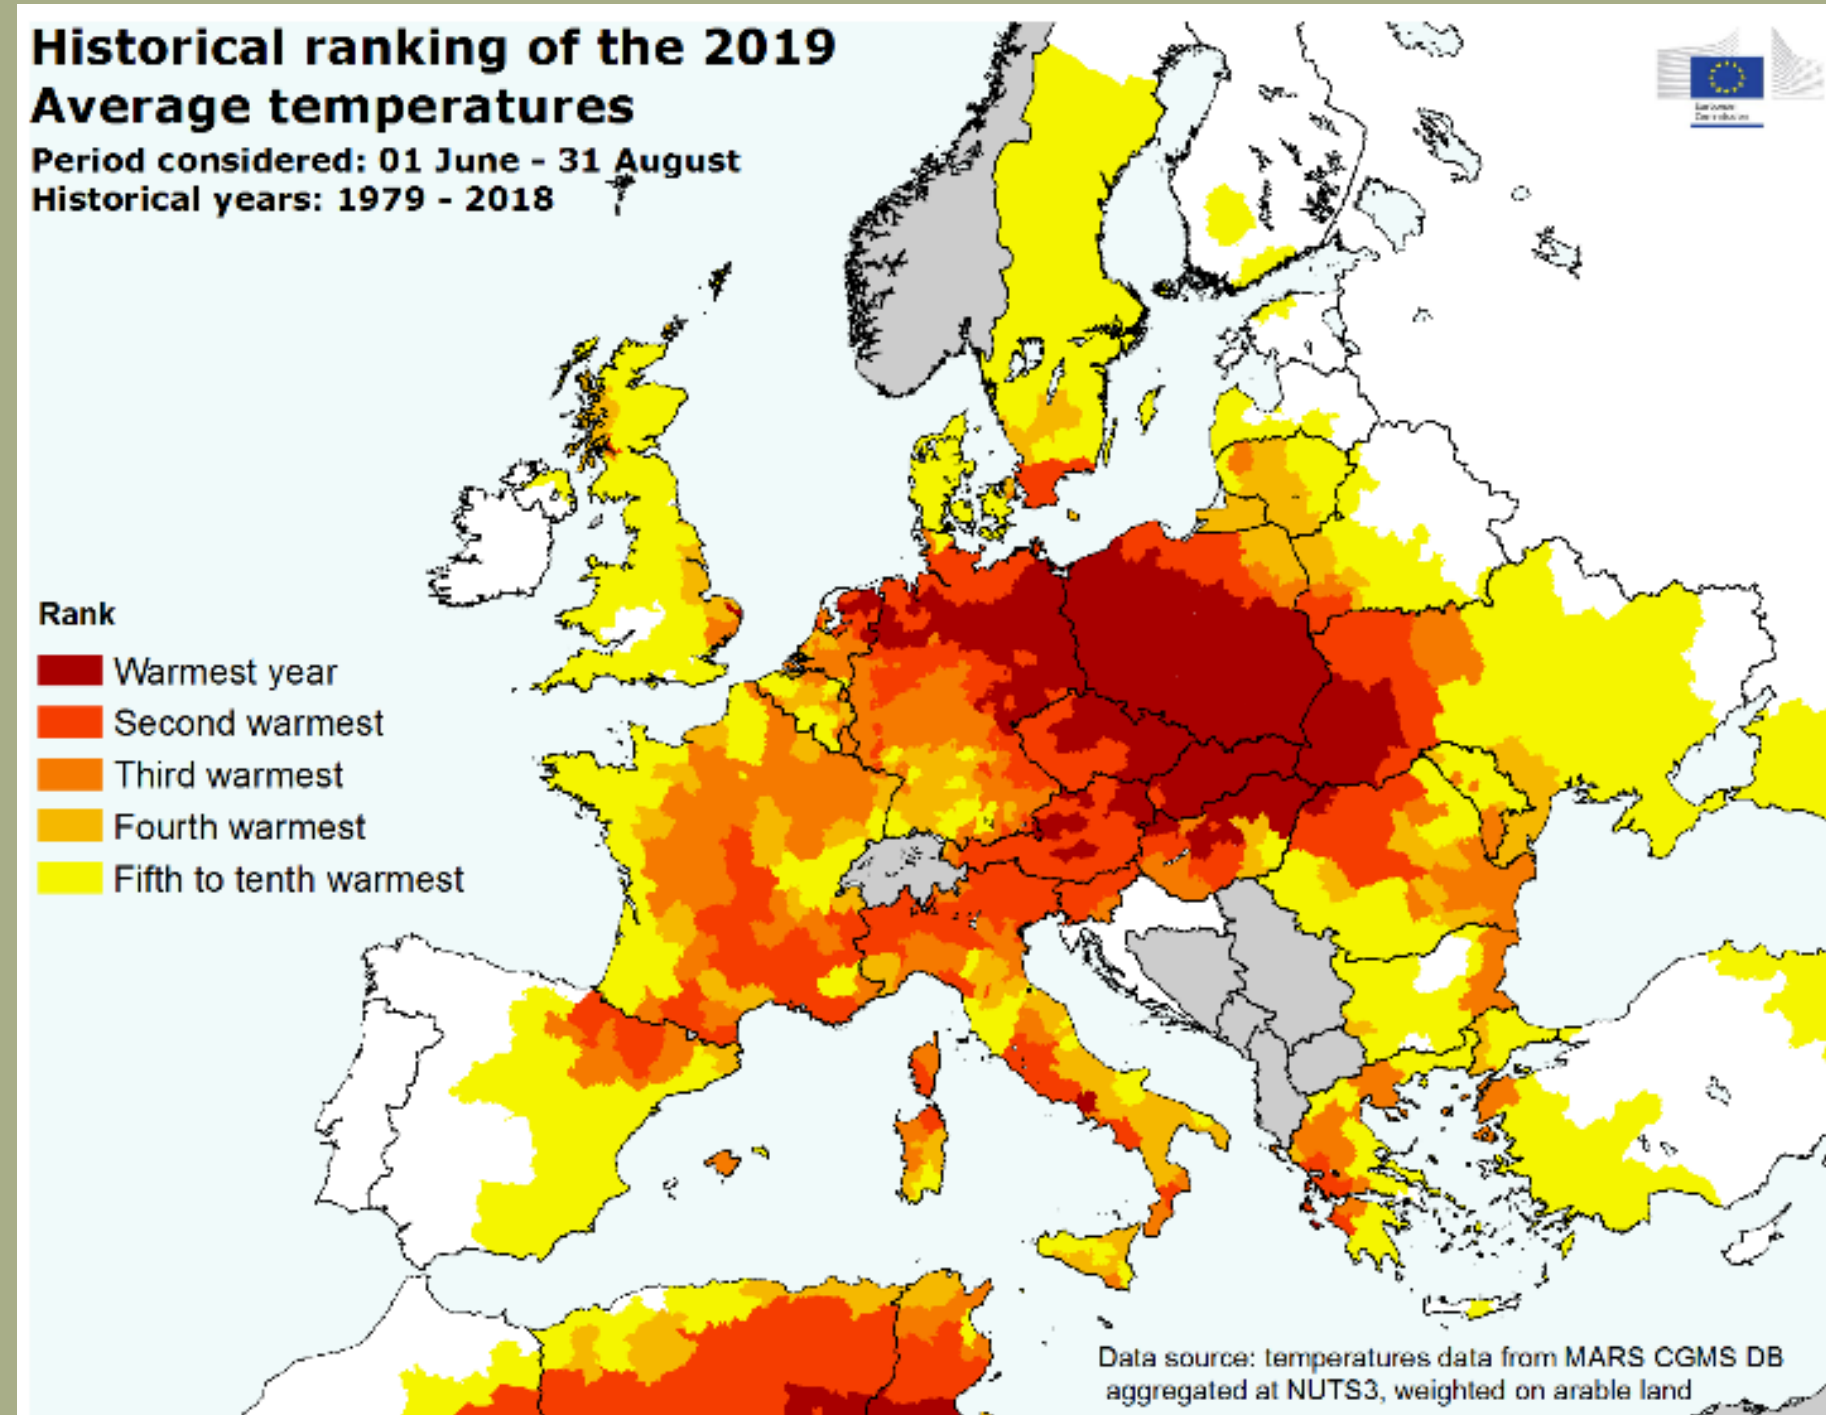 Historical ranking of the 2019
Average temperatures
Period considered: 01 June - 31 August
Historical years: 1979 - 2018
European
Commission
Rank
Warmest year
Second warmest
Third warmest
Fourth warmest
Fifth to tenth warmest
Data source: temperatures data from MARS CGMS DB
aggregated at NUTS3, weighted on arable land